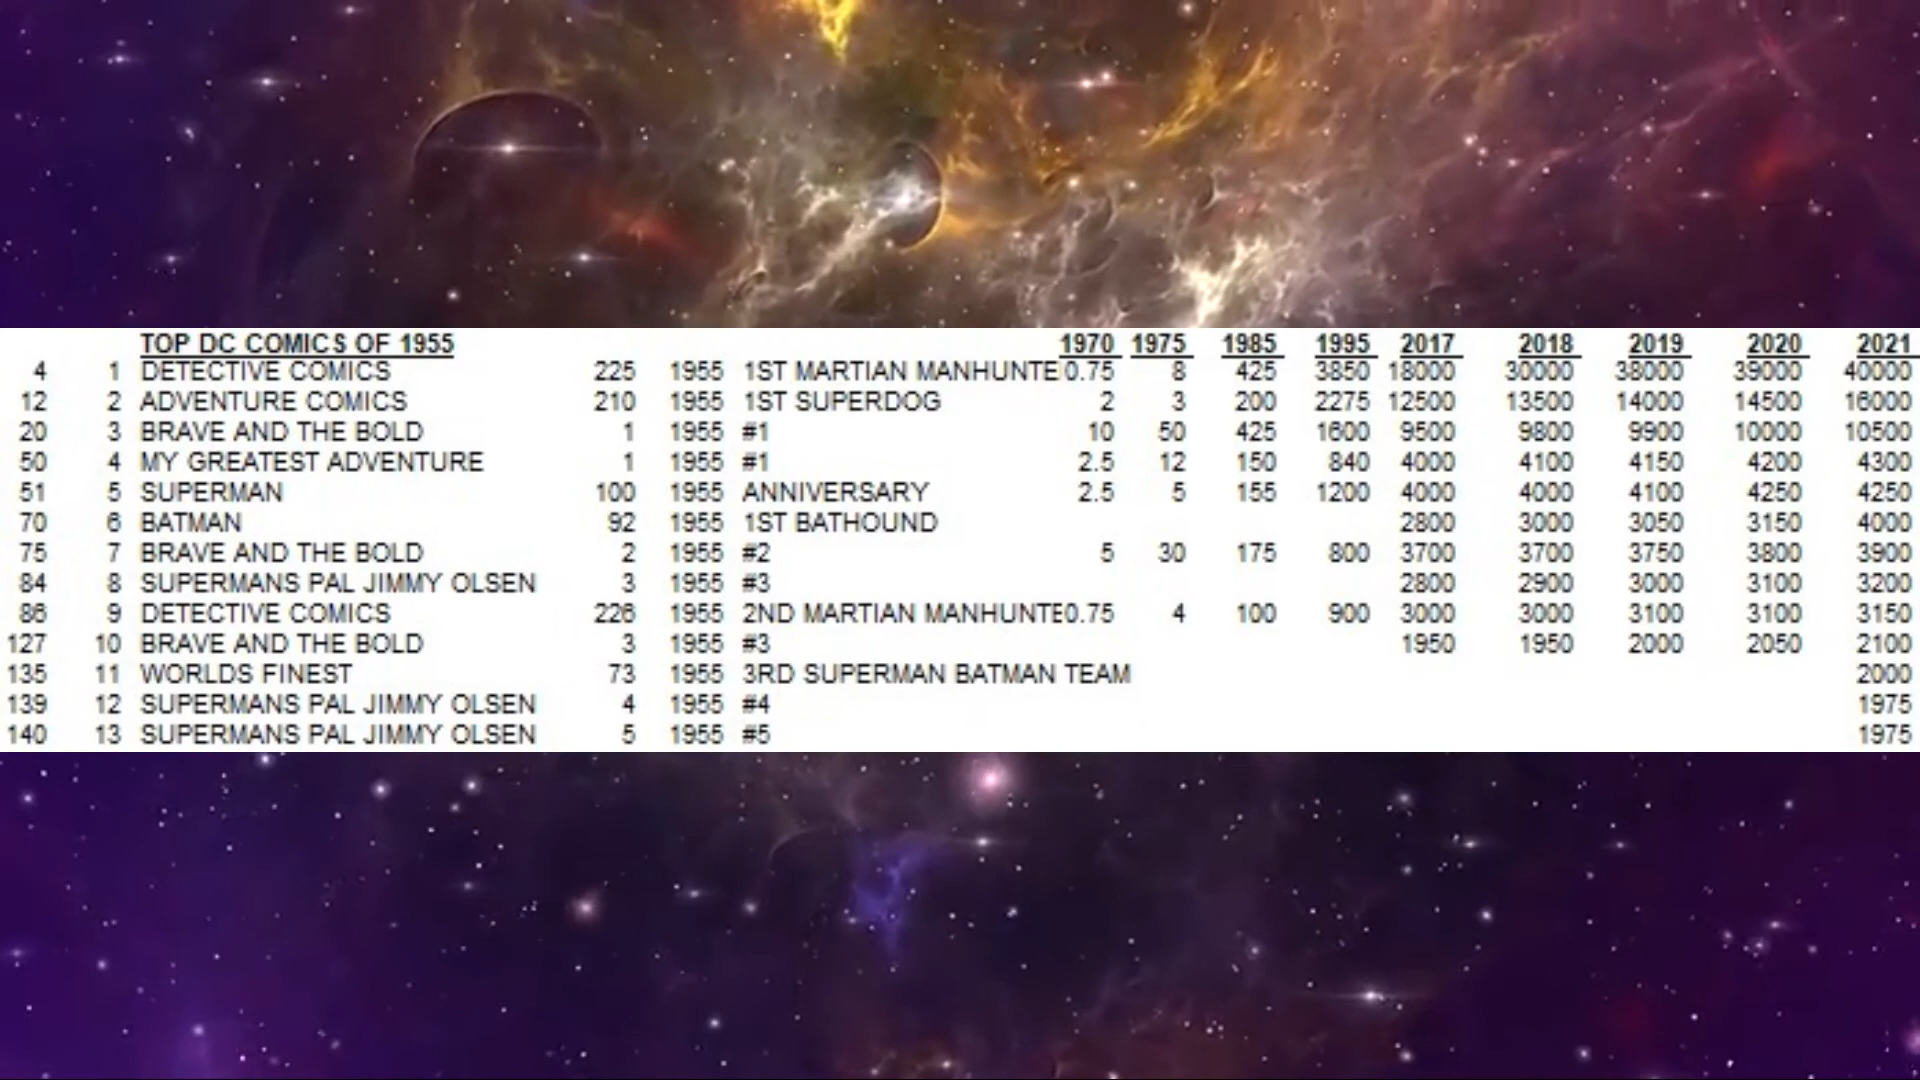 TOP DC COMICS OF 1955 1970 1975 1985 1995 2017 2018 2019 2020 2021
4 1 DETECTIVE COMICS 225 1955 1ST MARTIAN MANHUNTE 0.75 8 425 3850 18000 30000 38000 39000 40000
12 2 ADVENTURE COMICS 210 1955 1ST SUPERDOG 2 3 200 2275 12500 13500 14000 14500 16000
20 3 BRAVE AND THE BOLD 1 1955 #1 10 50 425 1600 9500 9800 9900 10000 10500
50 4 MY GREATEST ADVENTURE 1 1955 #1 2.5 12 150 840 4000 4100 4150 4200 4300
51 5 SUPERMAN 100 1955 ANNIVERSARY 2.5 5 155 1200 4000 4000 4100 4250 4250
70 6 BATMAN 92 1955 1ST BATHOUND 2800 3000 3050 3150 4000
75 7 BRAVE AND THE BOLD 2 1955 #2 5 30 175 800 3700 3700 3750 3800 3900
84 8 SUPERMANS PAL JIMMY OLSEN 3 1955 #3 2800 2900 3000 3100 3200
86 9 DETECTIVE COMICS 226 1955 2ND MARTIAN MANHUNTE 0.75 4 100 900 3000 3000 3100 3100 3150
127 10 BRAVE AND THE BOLD 3 1955 #3 1950 1950 2000 2050 2100
135 11 WORLDS FINEST 73 1955 3RD SUPERMAN BATMAN TEAM 2000
139 12 SUPERMANS PAL JIMMY OLSEN 4 1955 #4 1975
140 13 SUPERMANS PAL JIMMY OLSEN 5 1955 #5 1975